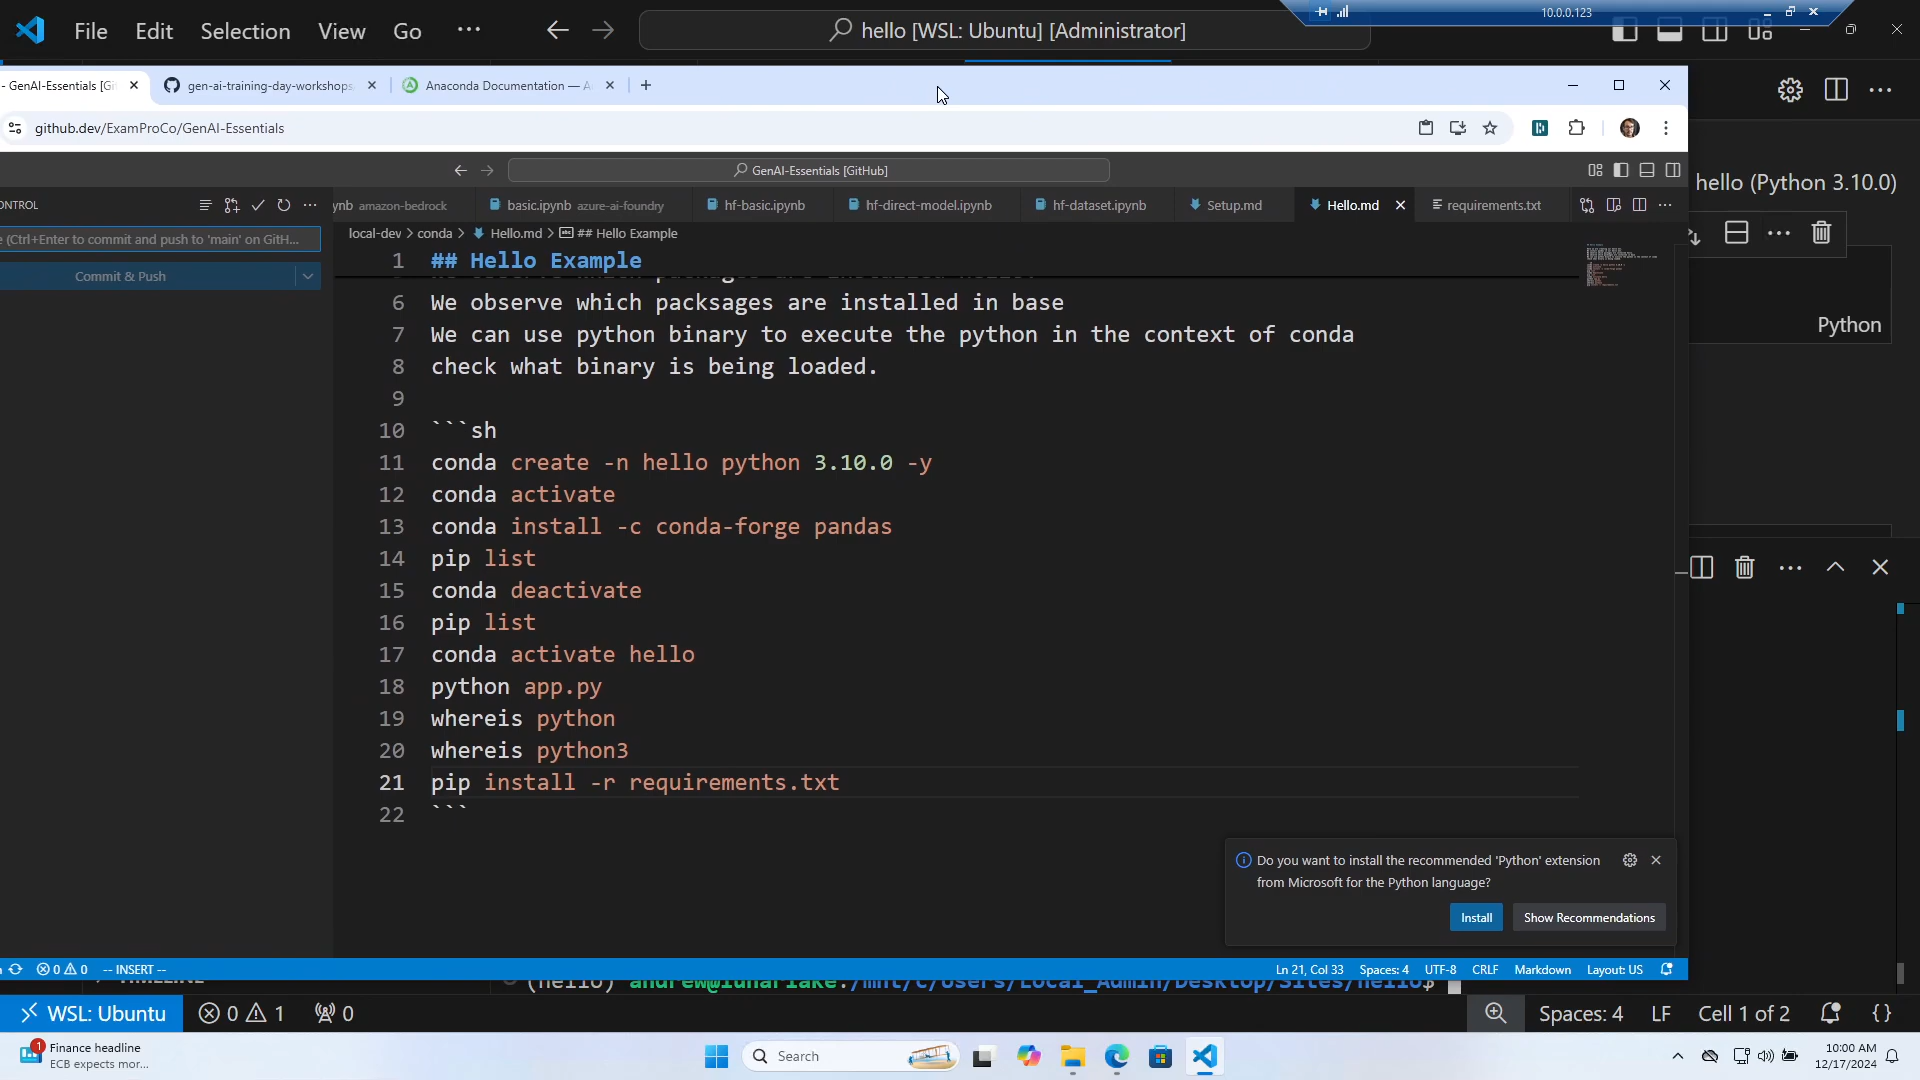 File Edit Selection View Go ··· hello [WSL: Ubuntu] [Administrator]
10.0.0.123
- GenAI-Essentials [Gi
gen-ai-training-day-workshops
Anaconda Documentation — A
github.dev/ExamProCo/GenAI-Essentials
GenAI-Essentials [GitHub]
hello (Python 3.10.0)
ONTROL
ynb amazon-bedrock
basic.ipynb azure-ai-foundry
hf-basic.ipynb
hf-direct-model.ipynb
hf-dataset.ipynb
Setup.md
Hello.md
requirements.txt
local-dev > conda > Hello.md > ## Hello Example
e (Ctrl+Enter to commit and push to 'main' on GitH...
Commit & Push
1 ## Hello Example
6 We observe which packsages are installed in base
7 We can use python binary to execute the python in the context of conda
8 check what binary is being loaded.
9
10 ```sh
11 conda create -n hello python 3.10.0 -y
12 conda activate
13 conda install -c conda-forge pandas
14 pip list
15 conda deactivate
16 pip list
17 conda activate hello
18 python app.py
19 whereis python
20 whereis python3
21 pip install -r requirements.txt
22 ```
Python
Do you want to install the recommended 'Python' extension
from Microsoft for the Python language?
Install
Show Recommendations
0 0 -- INSERT --
Ln 21, Col 33 Spaces: 4 UTF-8 CRLF Markdown Layout: US
TIMELINE
(hello) andrew@lunarlake:/mnt/c/Users/Local_Admin/Desktop/Sites/hello$
WSL: Ubuntu 0 1 0
Spaces: 4 LF Cell 1 of 2 {}
1
Finance headline
ECB expects mor...
Search
10:00 AM
12/17/2024